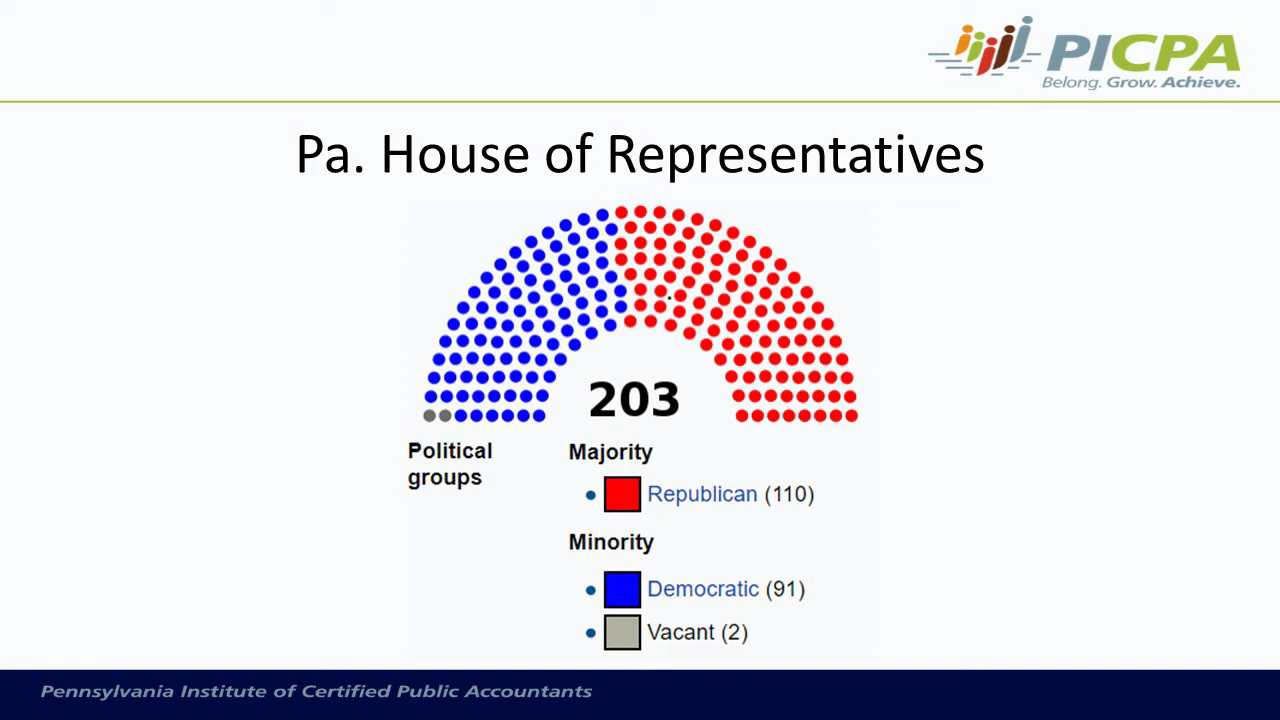 PICPA
Belong. Grow. Achieve.
Pa. House of Representatives
203
Political
groups
Majority
Republican (110)
Minority
Democratic (91)
Vacant (2)
Pennsylvania Institute of Certified Public Accountants